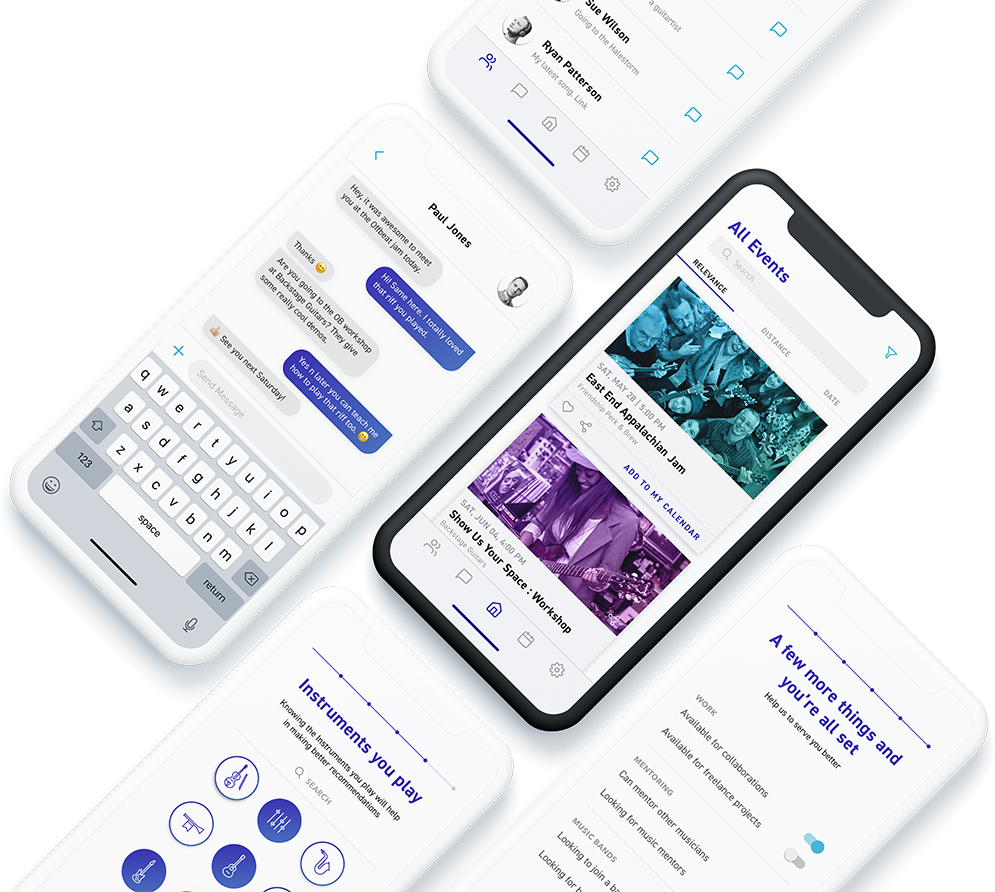 Sue Wilson
a guitartist
Going to the Halestorm
Ryan Patterson
My latest song. Link
Paul Jones
Hey, it was awesome to meet
you at the Offbeat jam today.
Hi! Same here. I totally loved
that riff you played.
Thanks 😊
Are you going to the OB workshop
at Backstage Guitars? They give
some really cool demos.
Yes n later you can teach me
how to play that riff too. 😊
👍🏼 See you next Saturday!
Send Message
q w e r t y u i o p
a s d f g h j k l
z x c v b n m
123
space
return
All Events
Search
RELEVANCE
DISTANCE
DATE
SAT, MAY 28 | 5:00 PM
East End Appalachian Jam
Friendship Perk & Brew
ADD TO MY CALENDAR
SAT, JUN 04, 4:00 PM
Show Us Your Space : Workshop
Backstage Guitars
Instruments you play
Knowing the Instruments you play will help
in making better recommendations
SEARCH
A few more things and
you're all set
Help us to serve you better
WORK
Available for collaborations
Available for freelance projects
MENTORING
Can mentor other musicians
Looking for music mentors
MUSIC BANDS
Looking to join a ba
Looking for